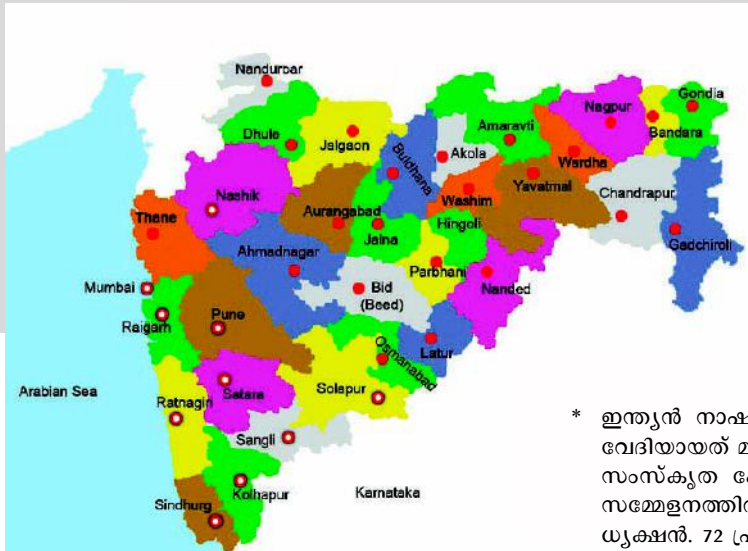 Nandurbar
Gondia
Nagpur
Dhule
Jalgaon
Buldhana
Amaravti
Bandara
Akola
Wardha
Nashik
Washim
Yavatmal
Chandrapur
Thane
Aurangabad
Jalna
Hingoli
Ahmadnagar
Gadchiroli
Parbhani
Mumbai
Bid
(Beed)
Nanded
Raigarh
Pune
Latur
Osmanabad
Arabian Sea
Satara
Solapur
Ratnagiri
Sangli
Kolhapur
Karnataka
Sindhurg
* ഇന്ത്യൻ
വേദിയായത്
സംസ്കൃത
സമ്മേളനത്തിന്
ധ്യക്ഷൻ. 72